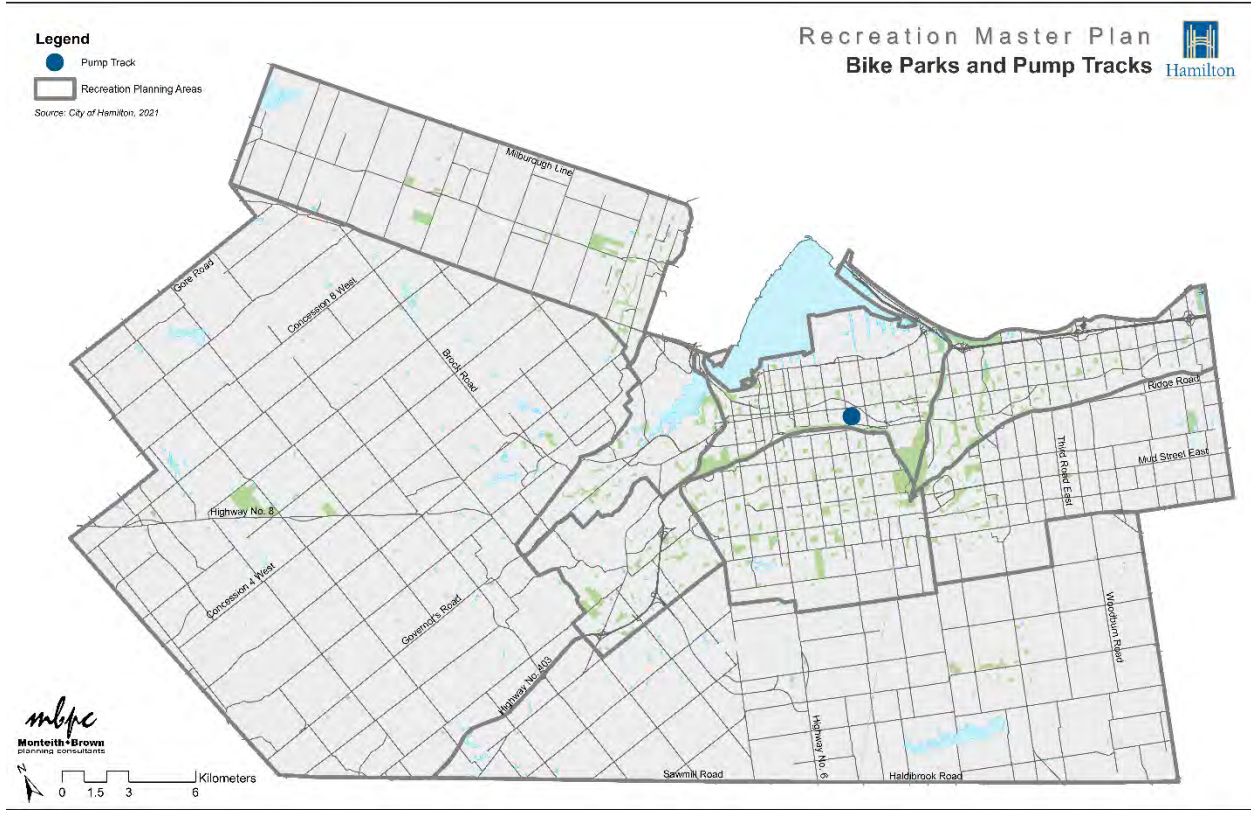 Legend
Pump Track
Recreation Planning Areas
Source: City of Hamilton, 2021
Recreation Master Plan
Bike Parks and Pump Tracks
Hamilton
Milburough Line
Gore Road
Concession 8 West
Brock Road
Ridge Road
Third Road East
Mud Street East
Highway No. 8
Concession 4 West
Governor's Road
Woodburn Road
Highway No. 403
Highway No. 6
Sawmill Road
Haldibrook Road
mbpc
Monteith+Brown
planning consultants
N
Kilometers
0 1.5 3 6